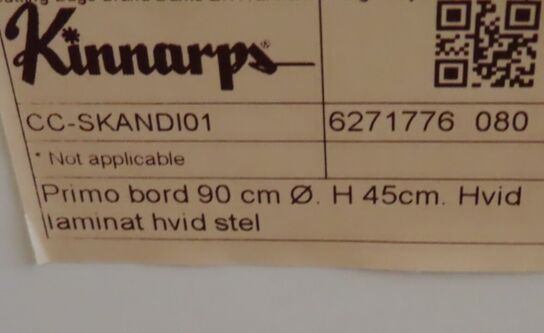 Kinnarps®
CC-SKANDI01 6271776 080
* Not applicable
Primo bord 90 cm Ø. H 45cm. Hvid
laminat hvid stel